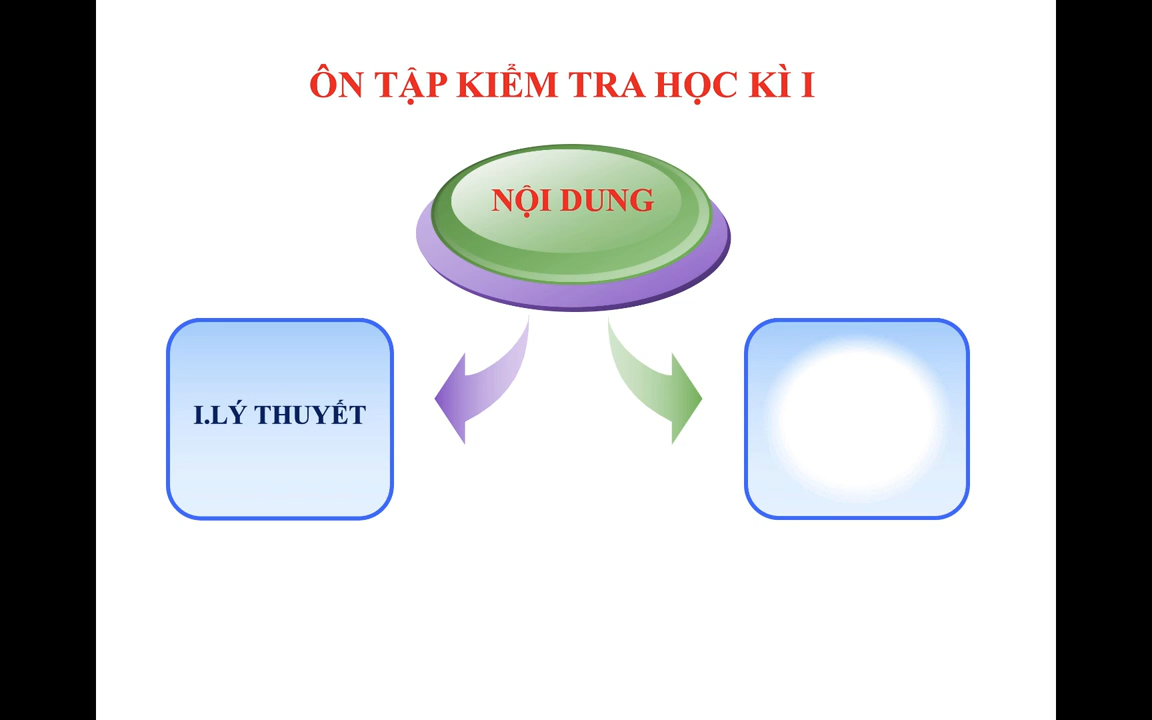 ÔN TẬP KIỂM TRA HỌC KÌ I
NỘI DUNG
I.LÝ THUYẾT